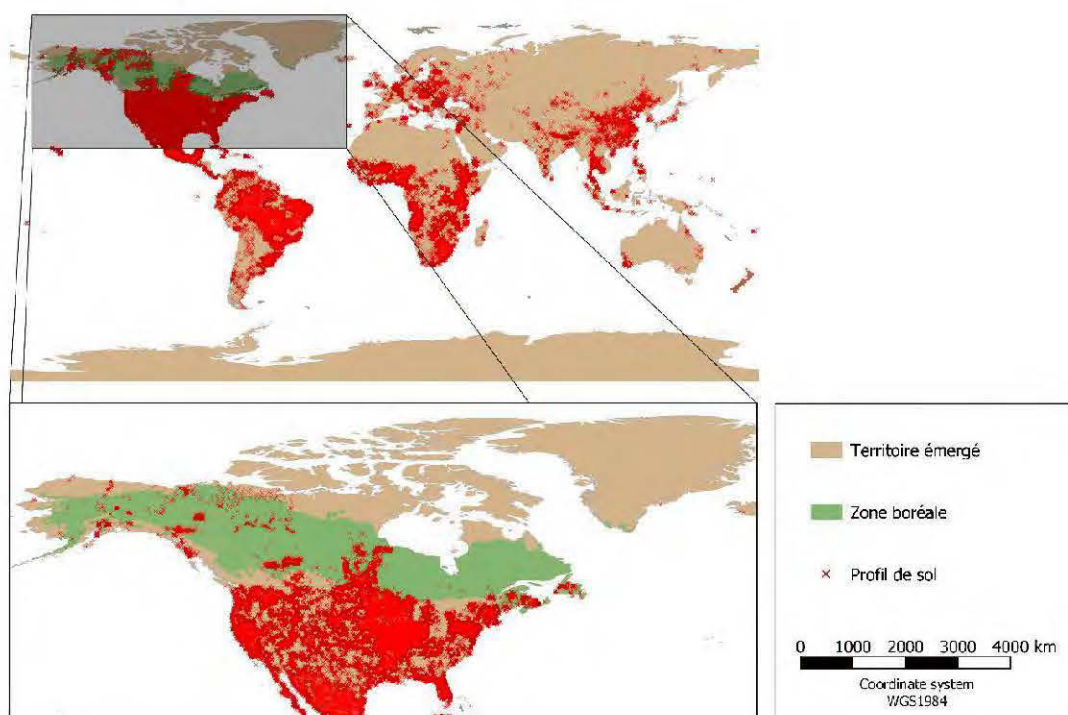 Territoire émergé
Zone boréale
Profil de sol
0 1000 2000 3000 4000 km
Coordinate system
WGS1984